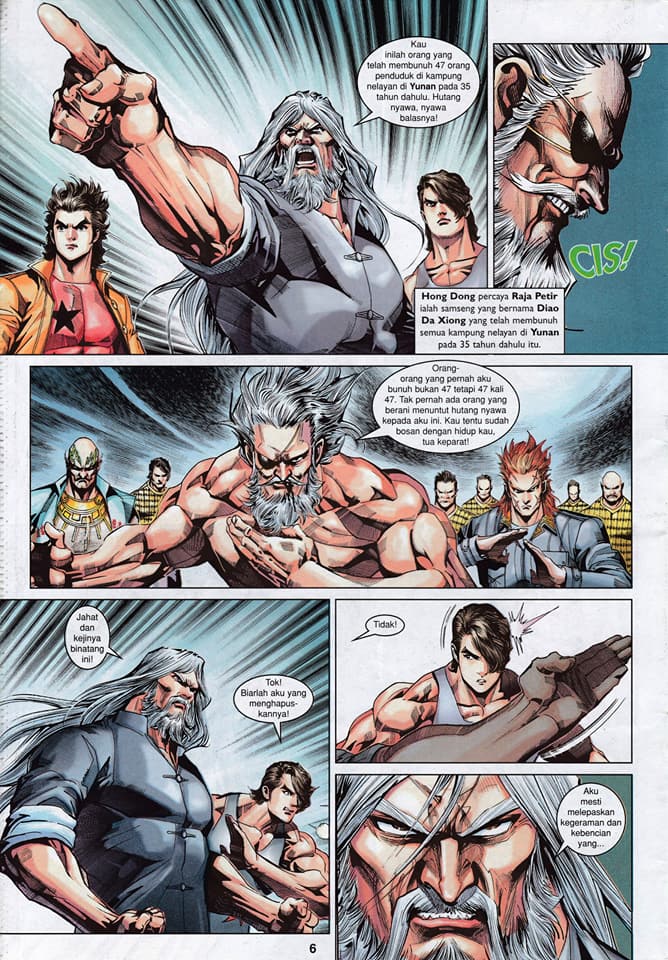 Kau
inilah orang yang
telah membunuh 47 orang
penduduk di kampung
nelayan di Yunan pada 35
tahun dahulu. Hutang
nyawa, nyawa
balasnya!
CIS!
Hong Dong percaya Raja Petir
ialah samseng yang bernama Diao
Da Xiong yang telah membunuh
semua kampung nelayan di Yunan
pada 35 tahun dahulu itu.
Orang-
orang yang pernah aku
bunuh bukan 47 tetapi 47 kali
47. Tak pernah ada orang yang
berani menuntut hutang nyawa
kepada aku ini. Kau tentu sudah
bosan dengan hidup kau,
tua keparat!
Jahat
dan
kejinya
binatang
ini!
Tok!
Biarlah aku yang
menghapus-
kannya!
Tidak!
Aku
mesti
melepaskan
kegeraman dan
kebencian
yang...
6